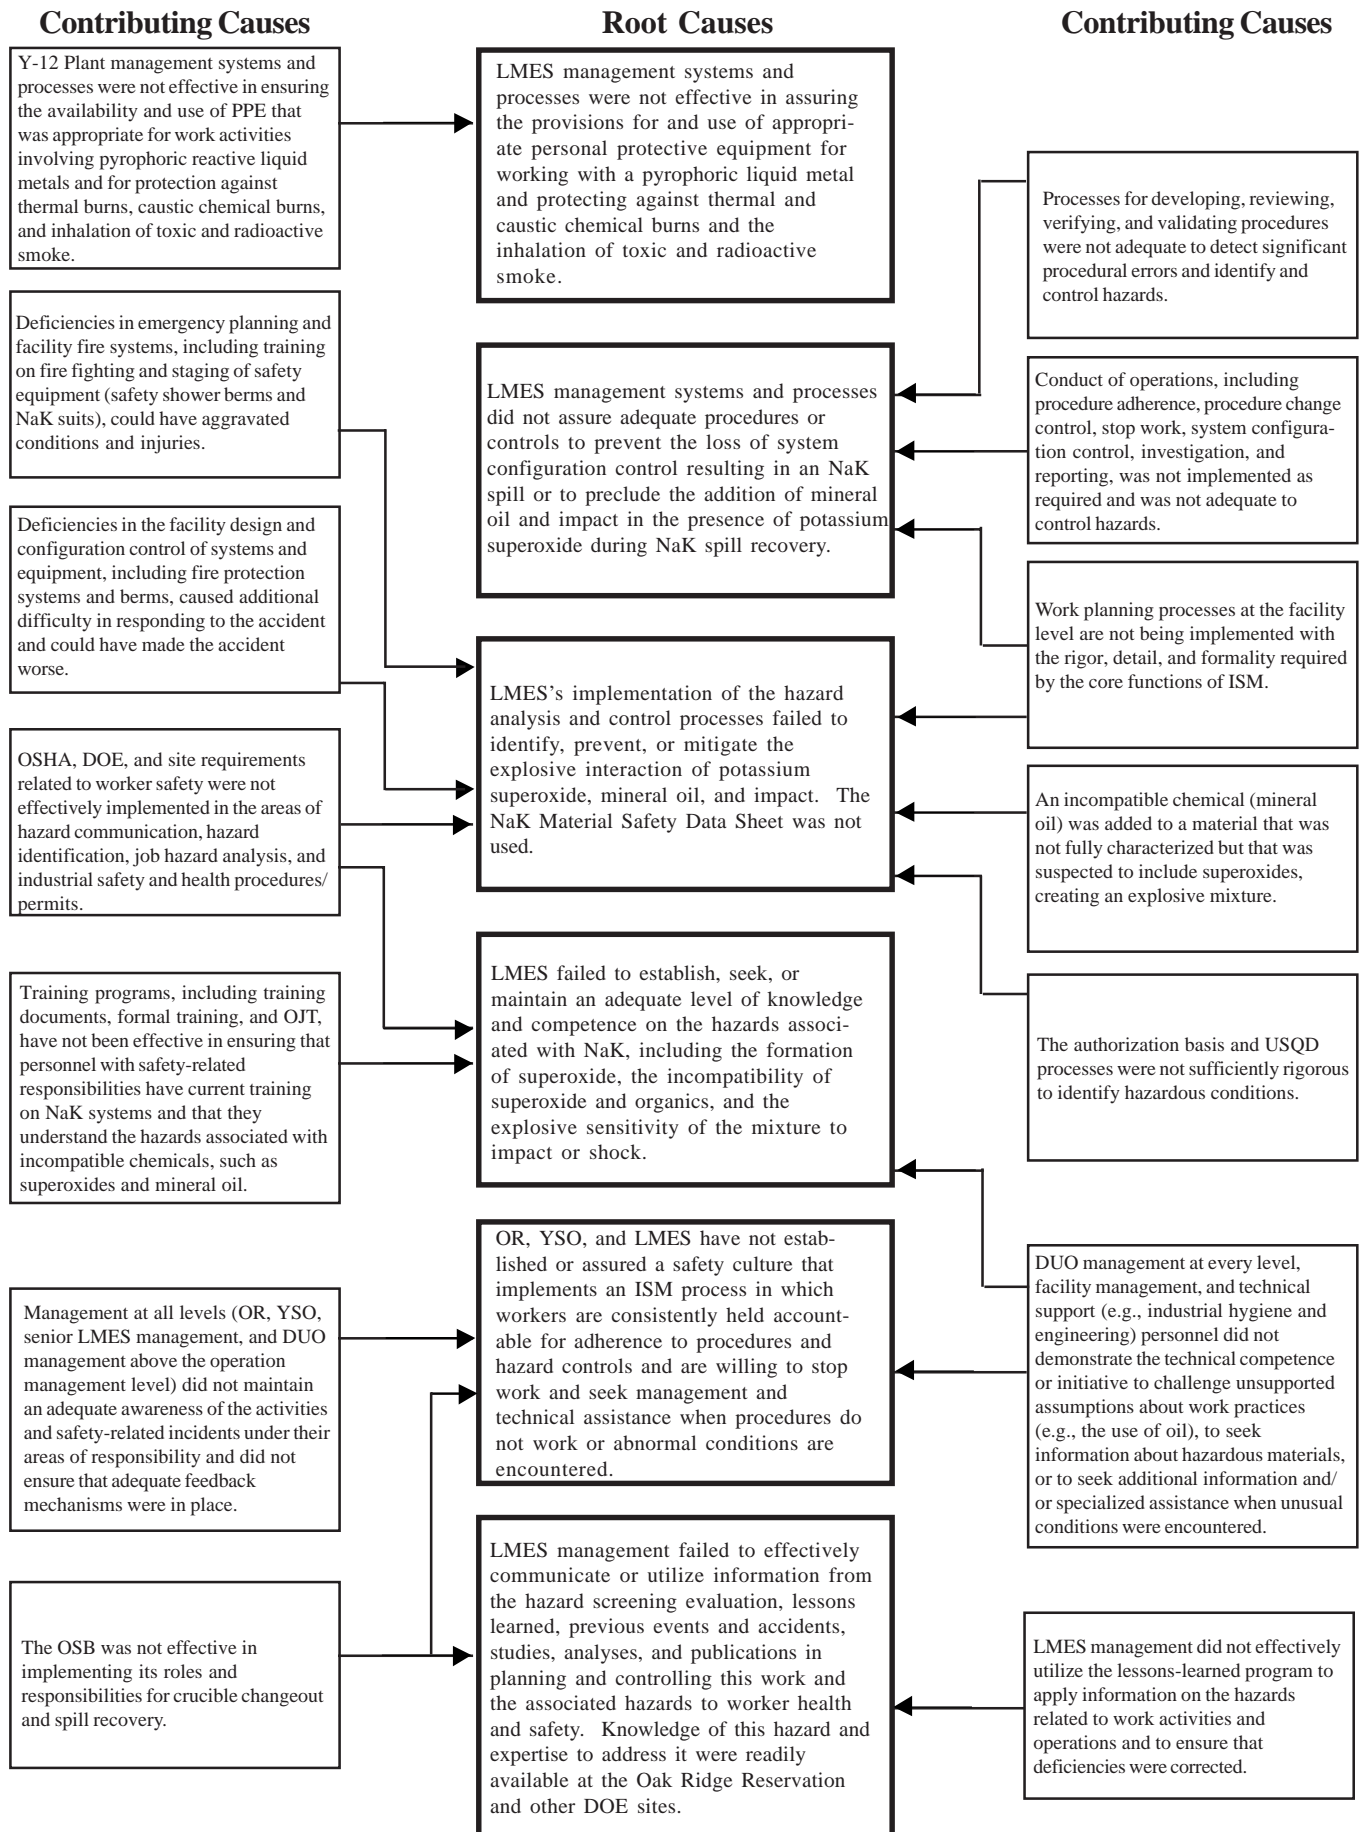 Contributing Causes
Y-12 Plant management systems and
processes were not effective in ensuring
the availability and use of PPE that
was appropriate for work activities
involving pyrophoric reactive liquid
metals and for protection against
thermal burns, caustic chemical burns,
and inhalation of toxic and radioactive
smoke.
Deficiencies in emergency planning and
facility fire systems, including training
on fire fighting and staging of safety
equipment (safety shower berms and
NaK suits), could have aggravated
conditions and injuries.
Deficiencies in the facility design and
configuration control of systems and
equipment, including fire protection
systems and berms, caused additional
difficulty in responding to the accident
and could have made the accident
worse.
OSHA, DOE, and site requirements
related to worker safety were not
effectively implemented in the areas of
hazard communication, hazard
identification, job hazard analysis, and
industrial safety and health procedures/
permits.
Training programs, including training
documents, formal training, and OJT,
have not been effective in ensuring that
personnel with safety-related
responsibilities have current training
on NaK systems and that they
understand the hazards associated with
incompatible chemicals, such as
superoxides and mineral oil.
Management at all levels (OR, YSO,
senior LMES management, and DUO
management above the operation
management level) did not maintain
an adequate awareness of the activities
and safety-related incidents under their
areas of responsibility and did not
ensure that adequate feedback
mechanisms were in place.
The OSB was not effective in
implementing its roles and
responsibilities for crucible changeout
and spill recovery.
Root Causes
LMES management systems and
processes were not effective in assuring
the provisions for and use of appropri-
ate personal protective equipment for
working with a pyrophoric liquid metal
and protecting against thermal and
caustic chemical burns and the
inhalation of toxic and radioactive
smoke.
LMES management systems and processes
did not assure adequate procedures or
controls to prevent the loss of system
configuration control resulting in an NaK
spill or to preclude the addition of mineral
oil and impact in the presence of potassium
superoxide during NaK spill recovery.
LMES's implementation of the hazard
analysis and control processes failed to
identify, prevent, or mitigate the
explosive interaction of potassium
superoxide, mineral oil, and impact. The
NaK Material Safety Data Sheet was not
used.
LMES failed to establish, seek, or
maintain an adequate level of knowledge
and competence on the hazards associ-
ated with NaK, including the formation
of superoxide, the incompatibility of
superoxide and organics, and the
explosive sensitivity of the mixture to
impact or shock.
OR, YSO, and LMES have not estab-
lished or assured a safety culture that
implements an ISM process in which
workers are consistently held account-
able for adherence to procedures and
hazard controls and are willing to stop
work and seek management and
technical assistance when procedures do
not work or abnormal conditions are
encountered.
LMES management failed to effectively
communicate or utilize information from
the hazard screening evaluation, lessons
learned, previous events and accidents,
studies, analyses, and publications in
planning and controlling this work and
the associated hazards to worker health
and safety. Knowledge of this hazard and
expertise to address it were readily
available at the Oak Ridge Reservation
and other DOE sites.
Contributing Causes
Processes for developing, reviewing,
verifying, and validating procedures
were not adequate to detect significant
procedural errors and identify and
control hazards.
Conduct of operations, including
procedure adherence, procedure change
control, stop work, system configura-
tion control, investigation, and
reporting, was not implemented as
required and was not adequate to
control hazards.
Work planning processes at the facility
level are not being implemented with
the rigor, detail, and formality required
by the core functions of ISM.
An incompatible chemical (mineral
oil) was added to a material that was
not fully characterized but that was
suspected to include superoxides,
creating an explosive mixture.
The authorization basis and USQD
processes were not sufficiently rigorous
to identify hazardous conditions.
DUO management at every level,
facility management, and technical
support (e.g., industrial hygiene and
engineering) personnel did not
demonstrate the technical competence
or initiative to challenge unsupported
assumptions about work practices
(e.g., the use of oil), to seek
information about hazardous materials,
or to seek additional information and/
or specialized assistance when unusual
conditions were encountered.
LMES management did not effectively
utilize the lessons-learned program to
apply information on the hazards
related to work activities and
operations and to ensure that
deficiencies were corrected.